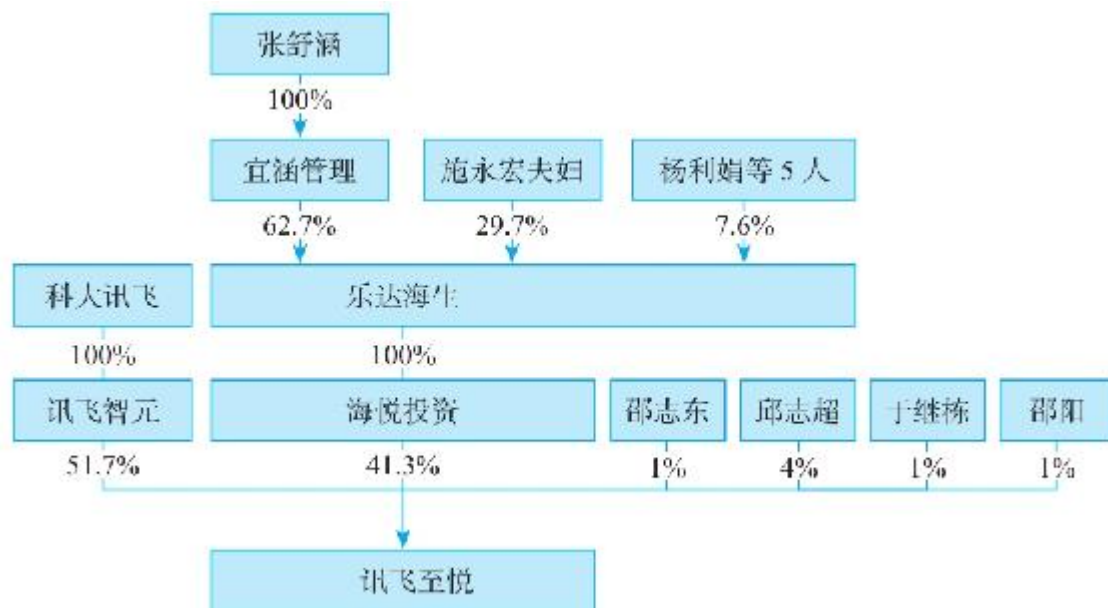 张舒涵
100%
宜涵管理 施永宏夫妇 杨利娟等 5 人
62.7% 29.7% 7.6%
科大讯飞 乐达海生
100% 100%
讯飞智元 海悦投资 邵志东 邱志超 于继栋 邵阳
51.7% 41.3% 1% 4% 1% 1%
讯飞至悦